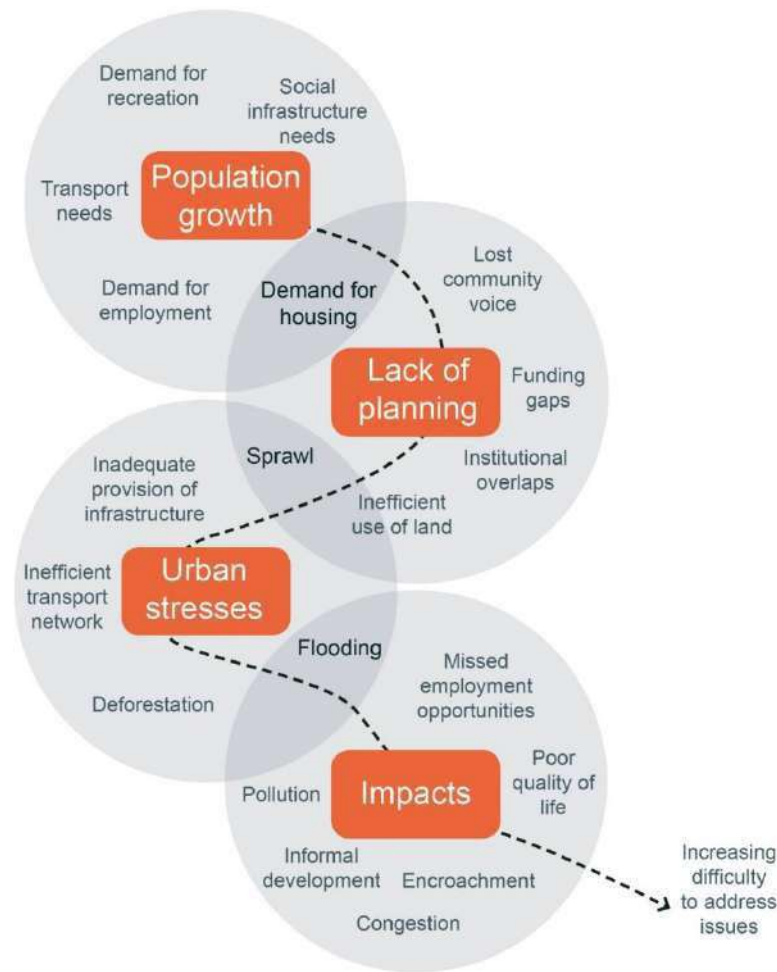 Demand for
recreation
Social
infrastructure
needs
Population
growth
Transport
needs
Demand for
employment
Demand for
housing
Lost
community
voice
Lack of
planning
Funding
gaps
Institutional
overlaps
Sprawl
Inefficient
use of land
Inadequate
provision of
infrastructure
Urban
stresses
Inefficient
transport
network
Flooding
Deforestation
Missed
employment
opportunities
Poor
quality of
life
Impacts
Pollution
Informal
development
Encroachment
Congestion
Increasing
difficulty
to address
issues